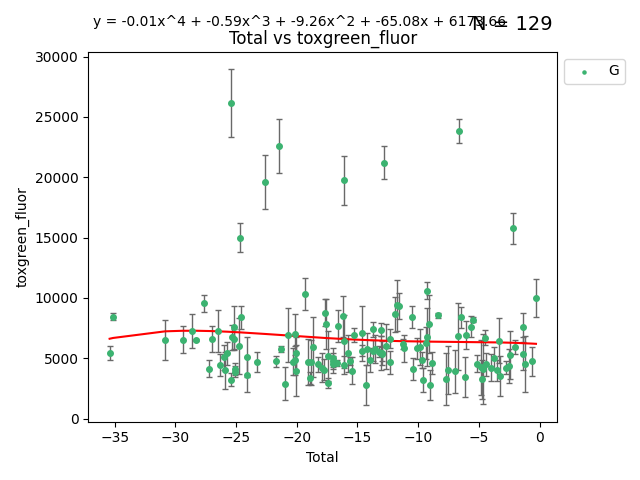 y = -0.01x^4 + -0.59x^3 + -9.26x^2 + -65.08x + 6173.66
N = 129
Total vs toxgreen_fluor
G
30000
25000
20000
15000
10000
5000
0
toxgreen_fluor
−35 −30 −25 −20 −15 −10 −5 0
Total